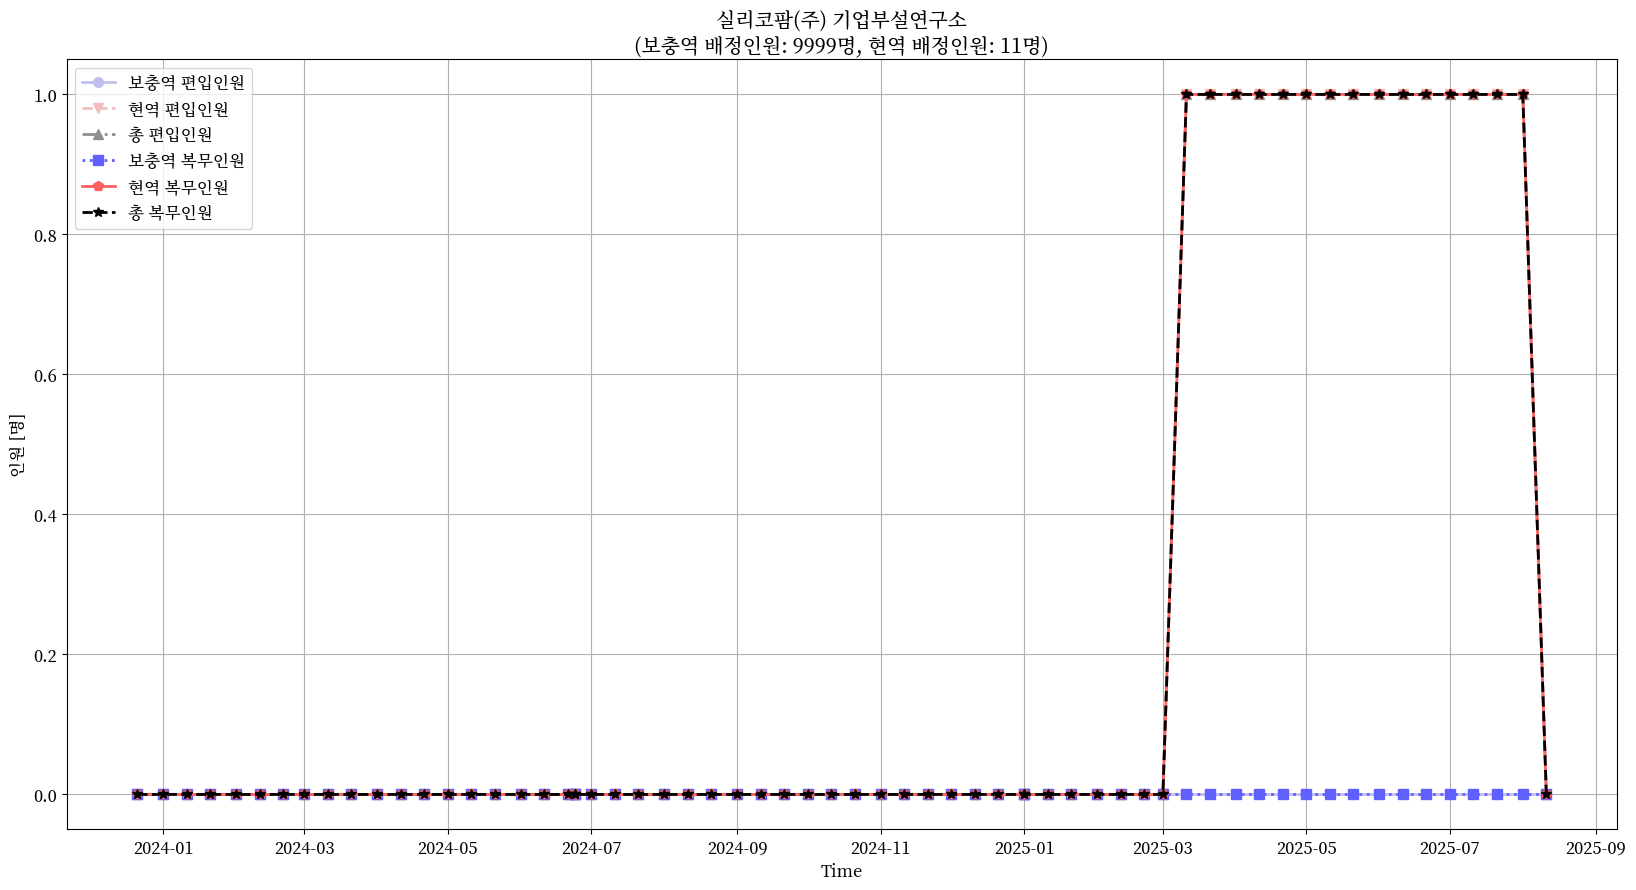 실리코팜(주) 기업부설연구소
(보충역 배정인원: 9999명, 현역 배정인원: 11명)
보충역 편입인원
현역 편입인원
총 편입인원
보충역 복무인원
현역 복무인원
총 복무인원
인원 [명]
1.0
0.8
0.6
0.4
0.2
0.0
2024-01
2024-03
2024-05
2024-07
2024-09
2024-11
2025-01
2025-03
2025-05
2025-07
2025-09
Time